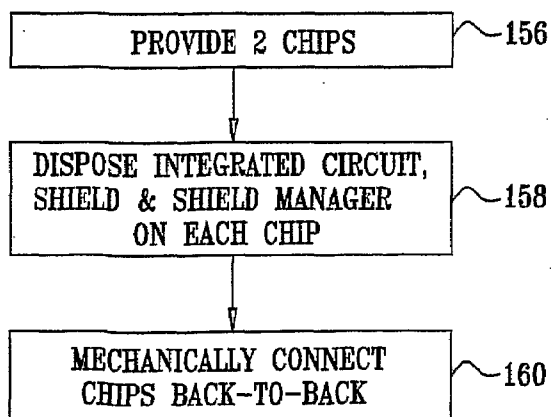 PROVIDE 2 CHIPS
156
DISPOSE INTEGRATED CIRCUIT,
SHIELD & SHIELD MANAGER
ON EACH CHIP
158
MECHANICALLY CONNECT
CHIPS BACK-TO-BACK
160